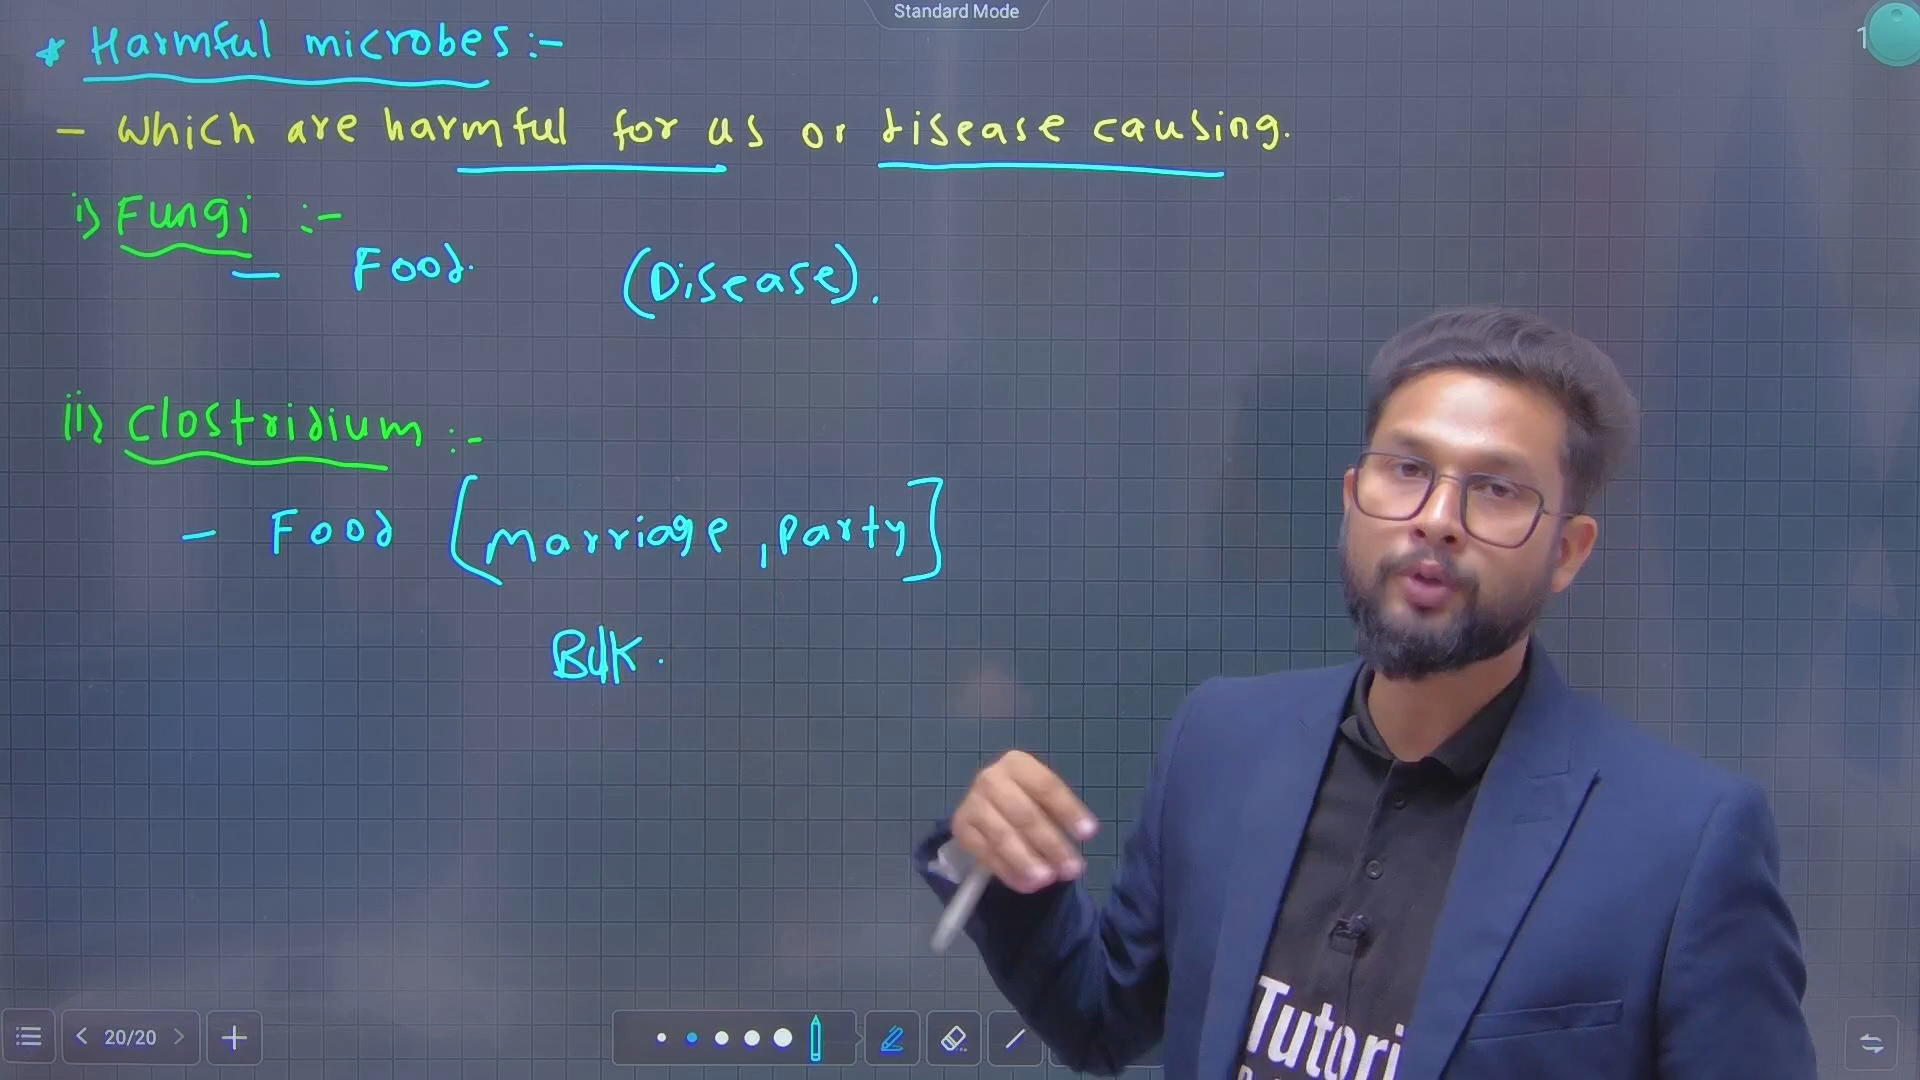 Standard Mode
* Harmful microbes :-
- which are harmful for us or disease causing.
i) Fungi :-
- Food. (Disease).
ii) Clostridium :-
- Food [marriage, party]
Bulk.
20/20
Tutori